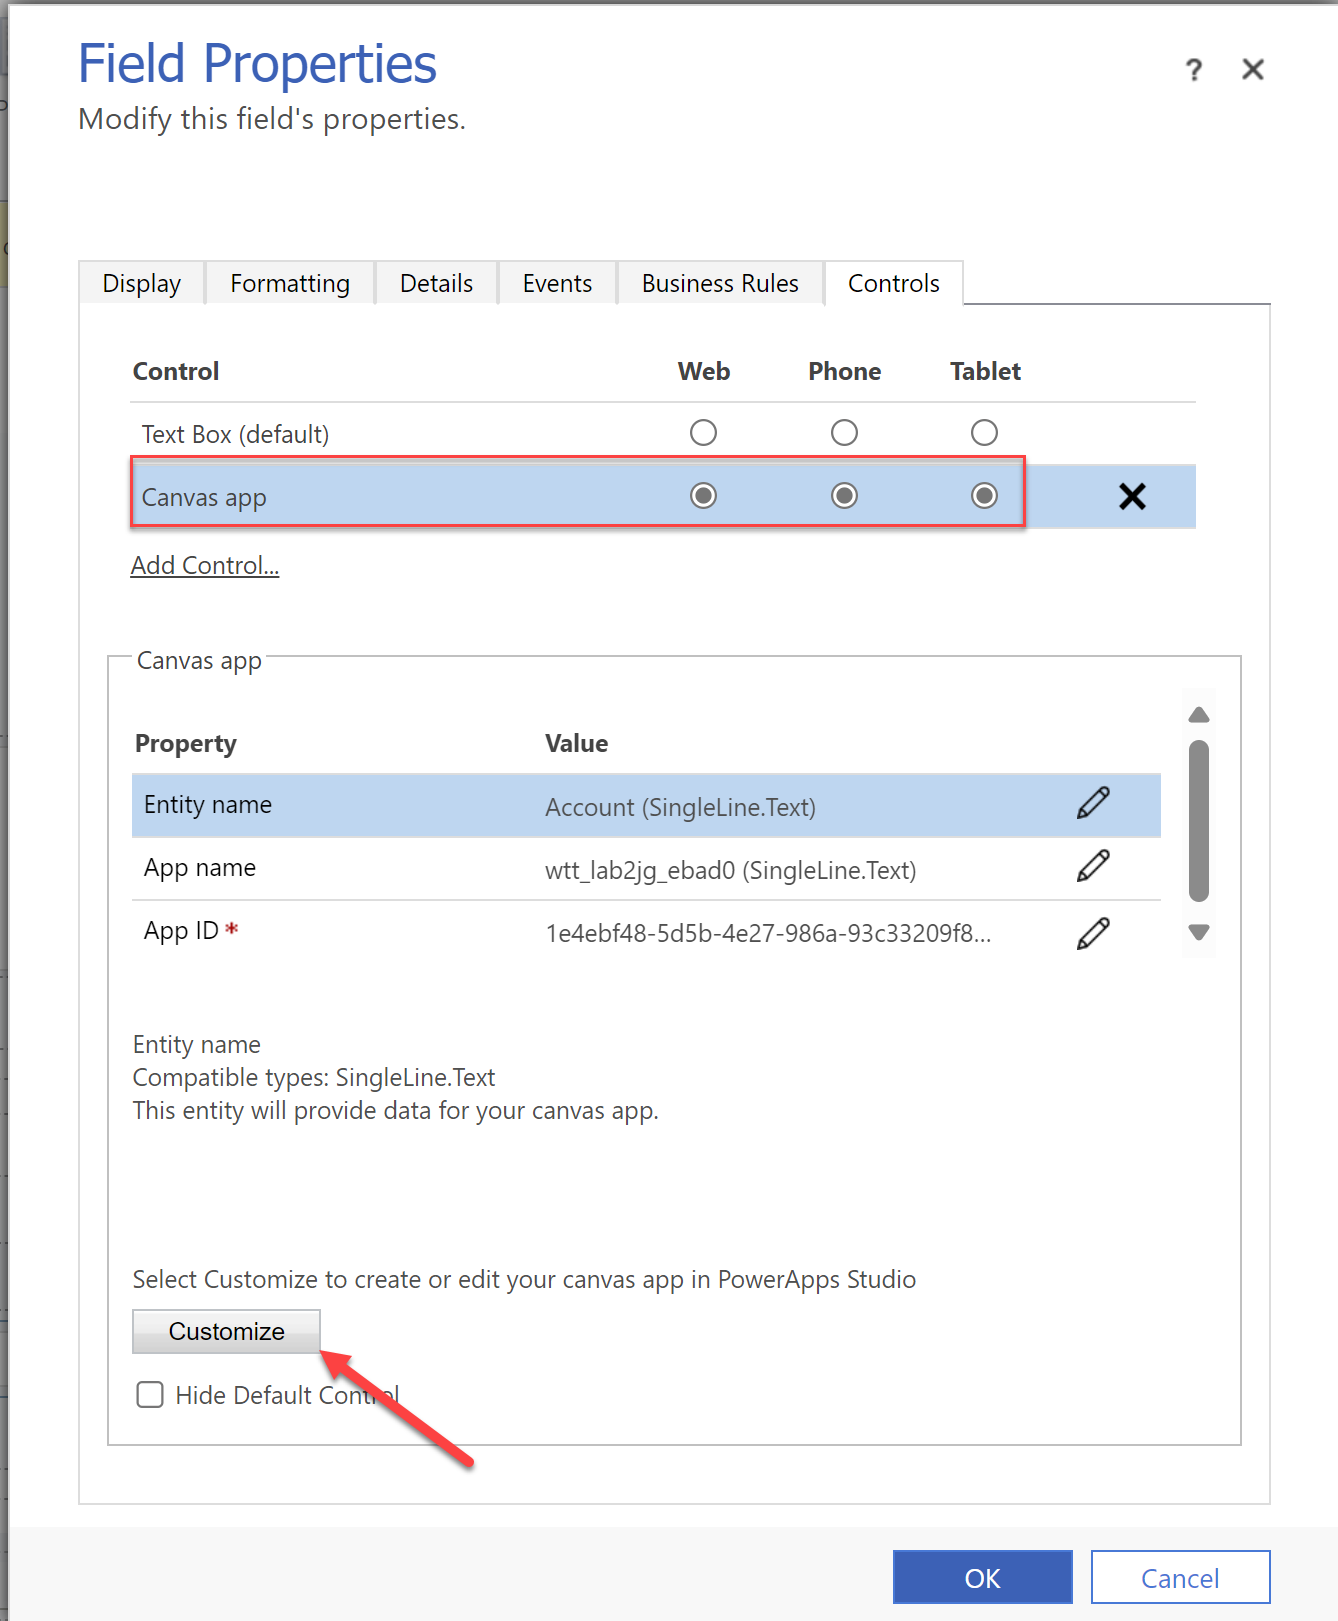 Field Properties
?
Modify this field's properties.
Display Formatting Details Events Business Rules Controls
Control Web Phone Tablet
Text Box (default)
Canvas app
Add Control...
Canvas app
Property Value
Entity name Account (SingleLine.Text)
App name wtt_lab2jg_ebad0 (SingleLine.Text)
App ID * 1e4ebf48-5d5b-4e27-986a-93c33209f8...
Entity name
Compatible types: SingleLine.Text
This entity will provide data for your canvas app.
Select Customize to create or edit your canvas app in PowerApps Studio
Customize
Hide Default Control
OK Cancel